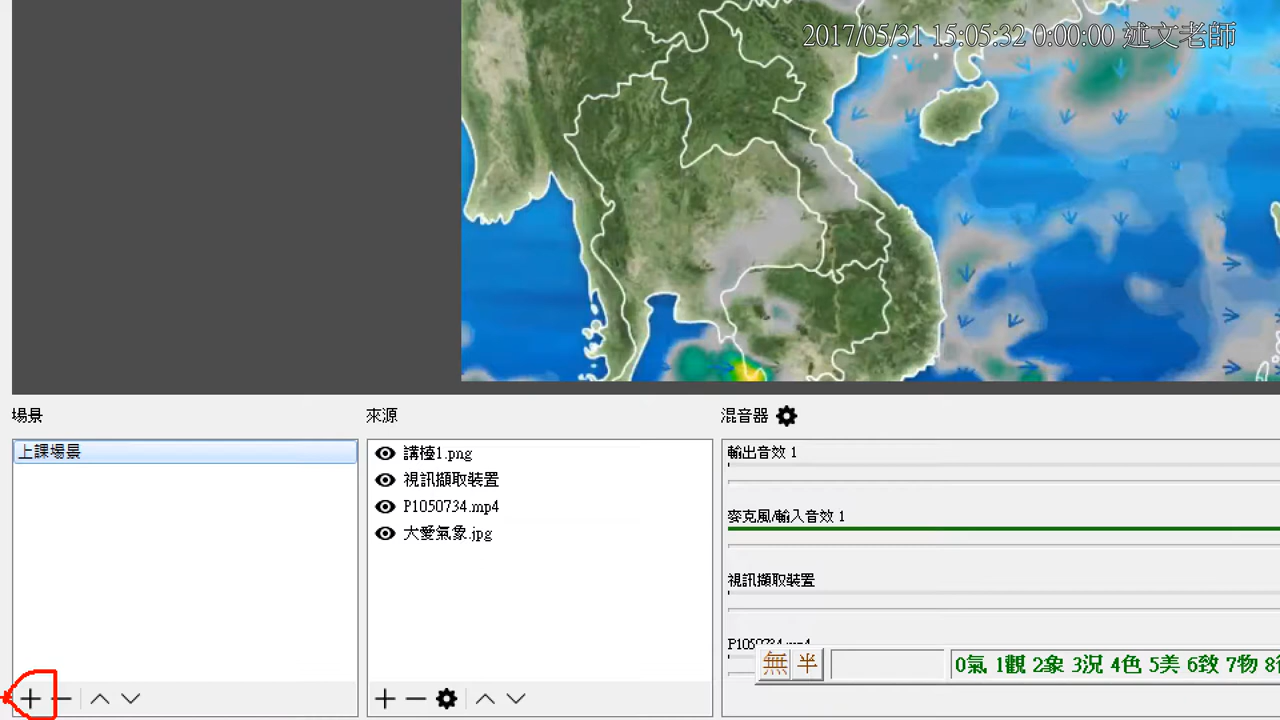 2017/05/31 15:05:32 0:00:00 述文老師
場景
來源
混音器
上課場景
講檯1.png
視訊擷取裝置
P1050734.mp4
大愛氣象.jpg
輸出音效 1
麥克風/輸入音效 1
視訊擷取裝置
P1050734.mp4
無 半
0氣 1觀 2象 3況 4色 5美 6致 7物